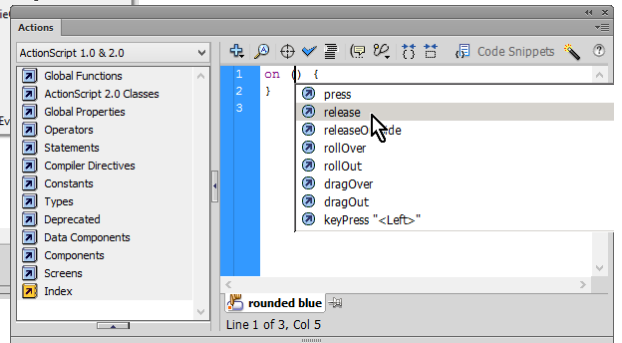 Actions
ActionScript 1.0 & 2.0
Code Snippets
Global Functions
ActionScript 2.0 Classes
Global Properties
Operators
Statements
Compiler Directives
Constants
Types
Deprecated
Data Components
Components
Screens
Index
1 on () {
2 }
3
press
release
rollOver
rollOut
dragOver
dragOut
keyPress "<Left>"
rounded blue
Line 1 of 3, Col 5